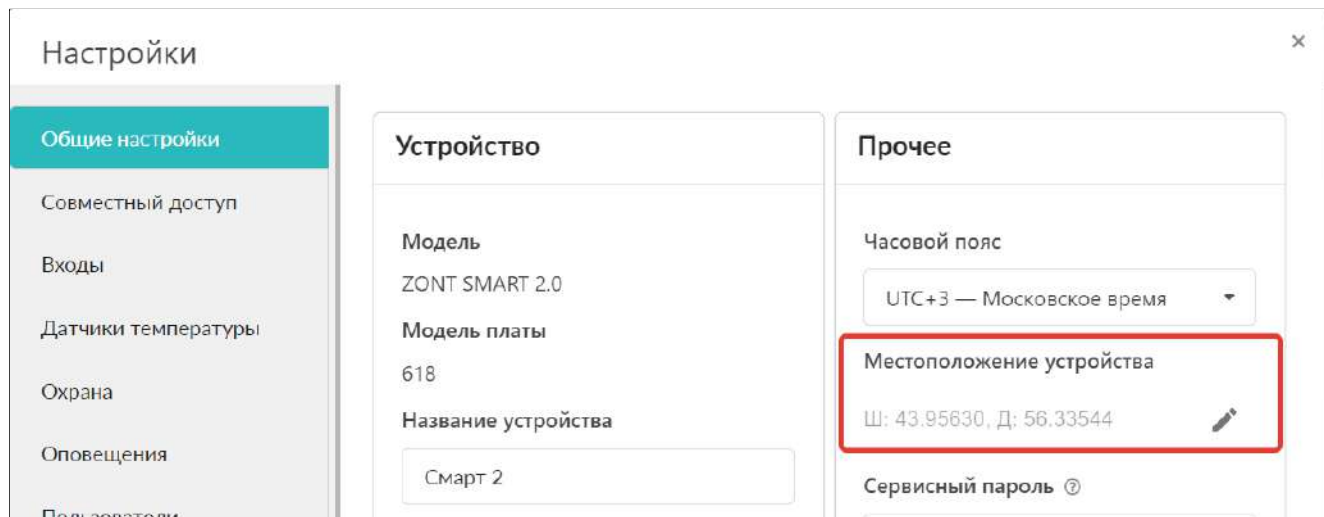 Настройки
Общие настройки
Совместный доступ
Входы
Датчики температуры
Охрана
Оповещения
Пользователи
Устройство
Модель
ZONT SMART 2.0
Модель платы
618
Название устройства
Смарт 2
Прочее
Часовой пояс
UTC+3 — Московское время
Местоположение устройства
Ш: 43.95630, Д: 56.33544
Сервисный пароль